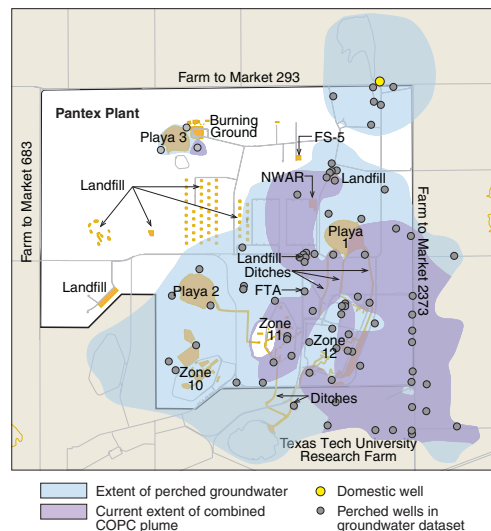 Farm to Market 293
Pantex Plant
Burning
Ground
Playa 3
FS-5
Farm to Market 683
NWAR
Landfill
Landfill
Playa
1
Farm to Market 2373
Landfill
Ditches
FTA
Landfill
Playa 2
Zone
11
Zone
12
Zone
10
Ditches
Texas Tech University
Research Farm
Extent of perched groundwater
Current extent of combined
COPC plume
Domestic well
Perched wells in
groundwater dataset